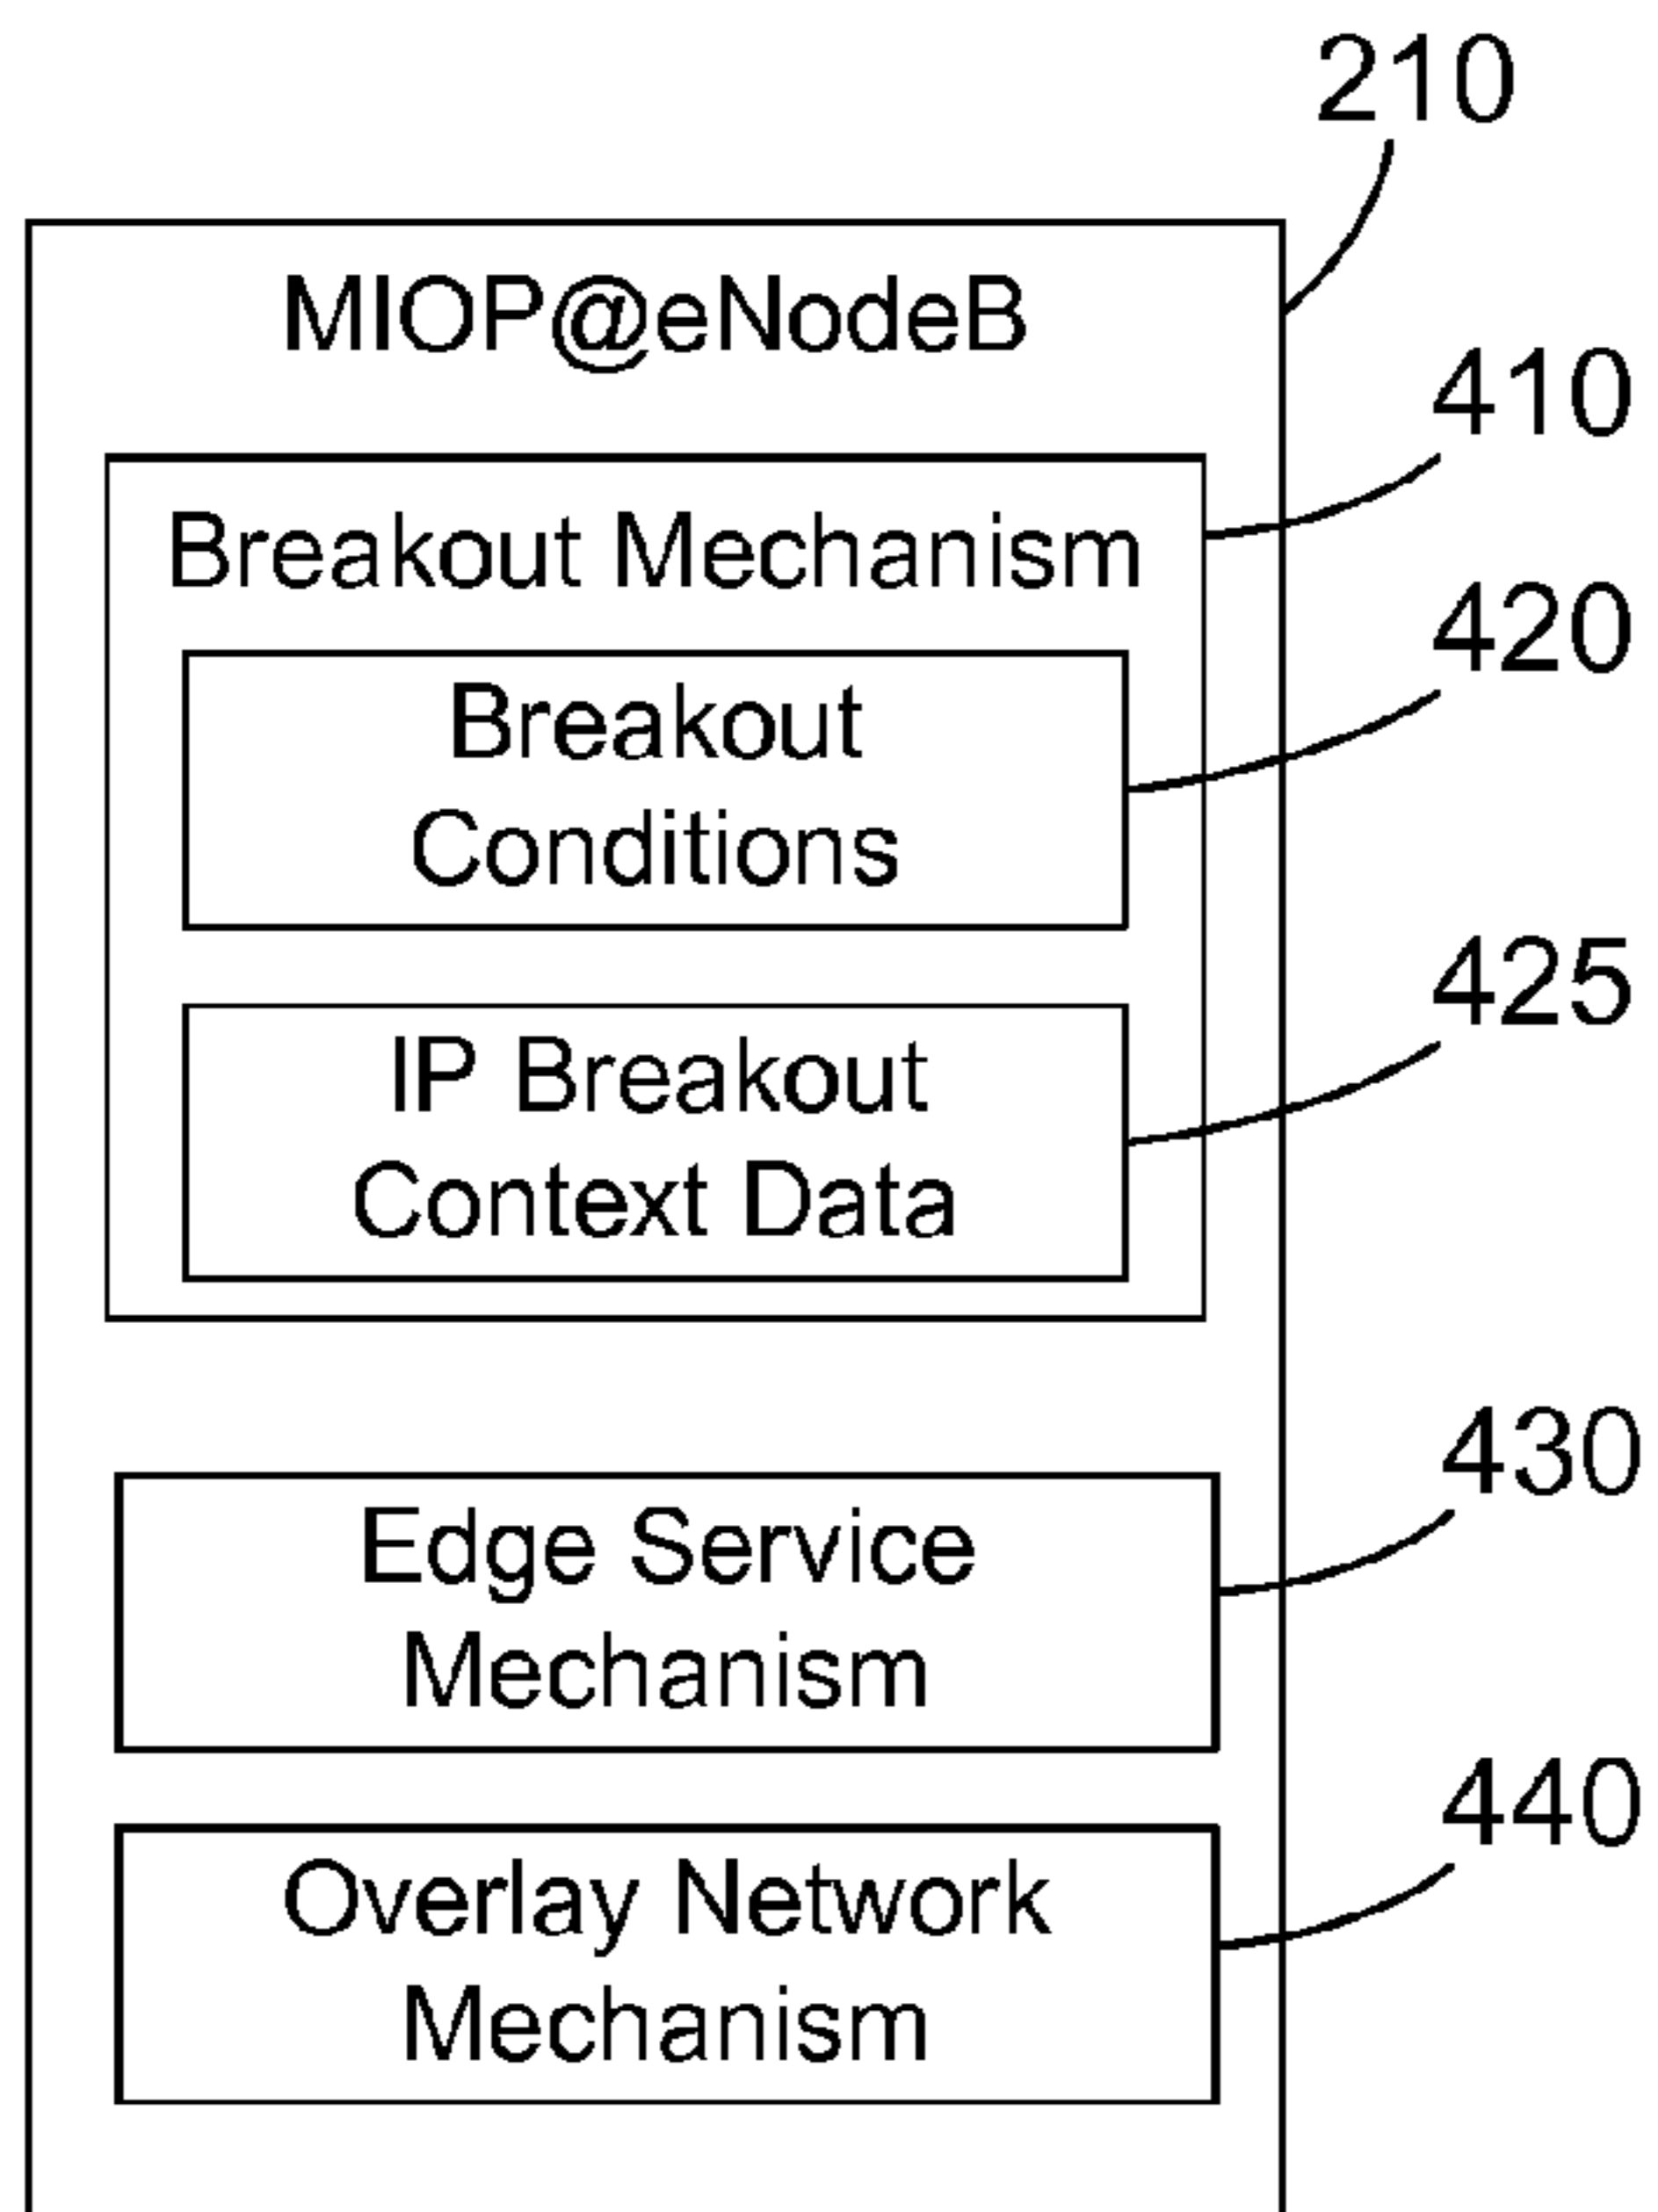 210
MIOP@eNodeB
410
Breakout Mechanism
420
Breakout
Conditions
425
IP Breakout
Context Data
430
Edge Service
Mechanism
440
Overlay Network
Mechanism